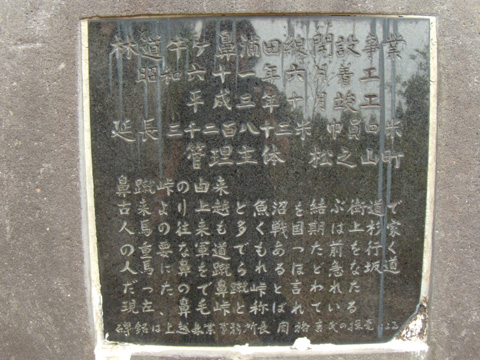 林道牛ケ鼻浦田線開設事業
昭和六十一年六月着工
平成十三年十月竣工
延長 三千二百八十三米 巾員四米
管理主体 松之山町
鼻蹴峠の由来
古来より上越と魚沼を結ぶ街道で
人馬の往来も多く戦国期は上杉家
の重要な軍道でもあつた前を行く
人馬に鼻を蹴られるほど急な坂道
だったので鼻蹴峠と言われた
現在、鼻毛峠と称ばれている